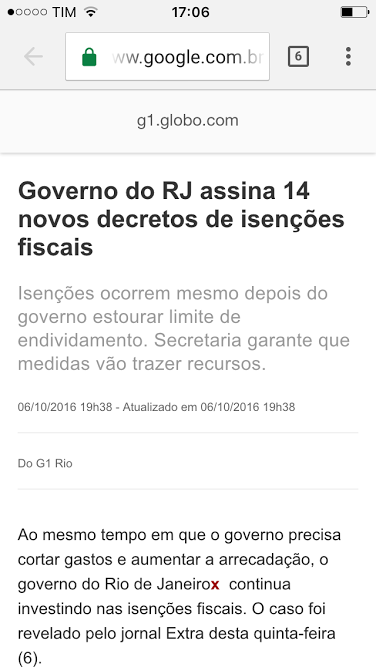 TIM 17:06
ww.google.com.br 6
g1.globo.com
Governo do RJ assina 14
novos decretos de isenções
fiscais
Isenções ocorrem mesmo depois do
governo estourar limite de
endividamento. Secretaria garante que
medidas vão trazer recursos.
06/10/2016 19h38 - Atualizado em 06/10/2016 19h38
Do G1 Rio
Ao mesmo tempo em que o governo precisa
cortar gastos e aumentar a arrecadação, o
governo do Rio de Janeirox continua
investindo nas isenções fiscais. O caso foi
revelado pelo jornal Extra desta quinta-feira
(6).